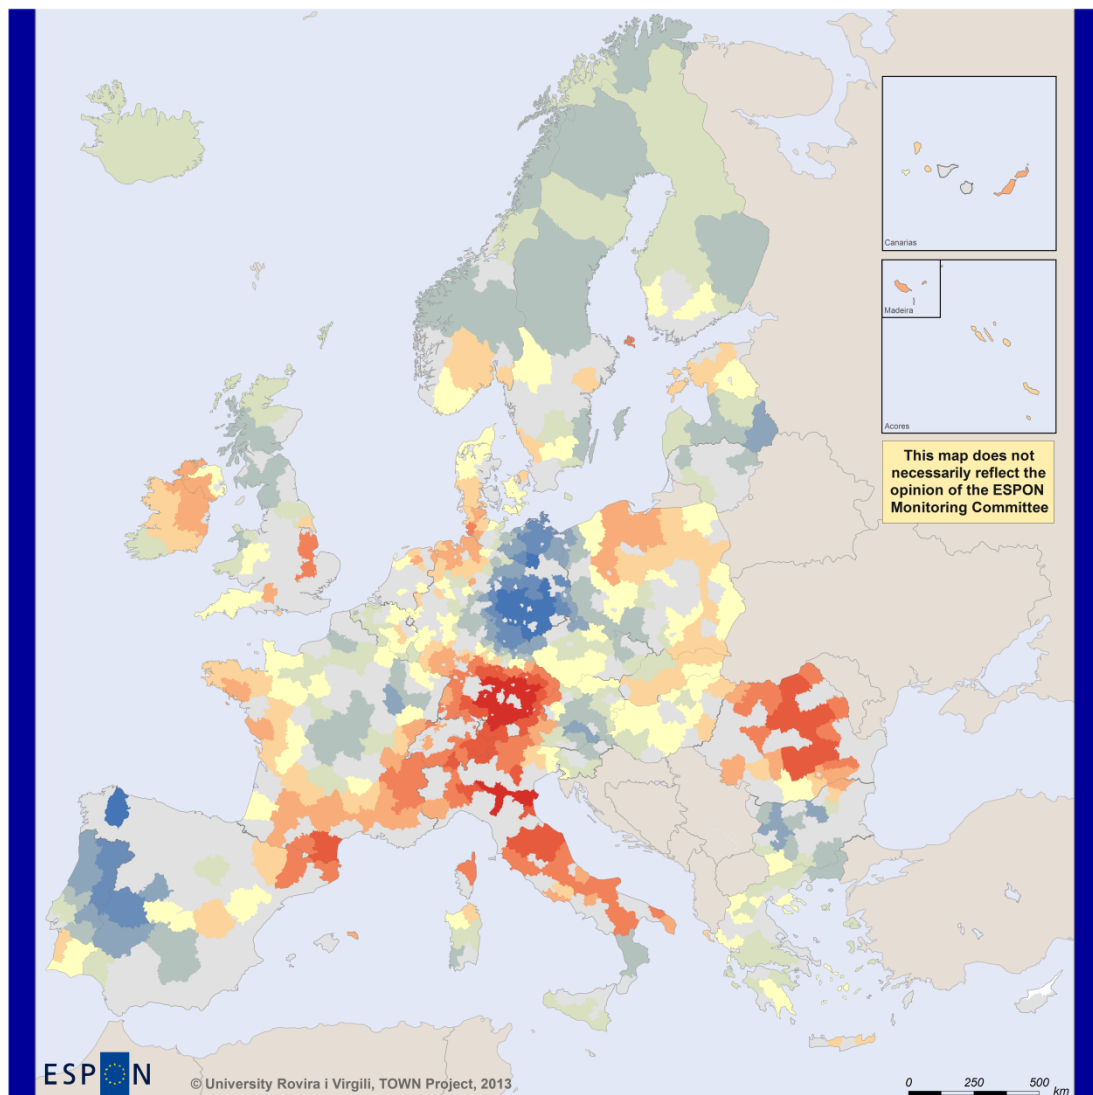 Canarias
Madeira
Acores
This map does not
necessarily reflect the
opinion of the ESPON
Monitoring Committee
ESPON
© University Rovira i Virgili, TOWN Project, 2013
0 250 500
km